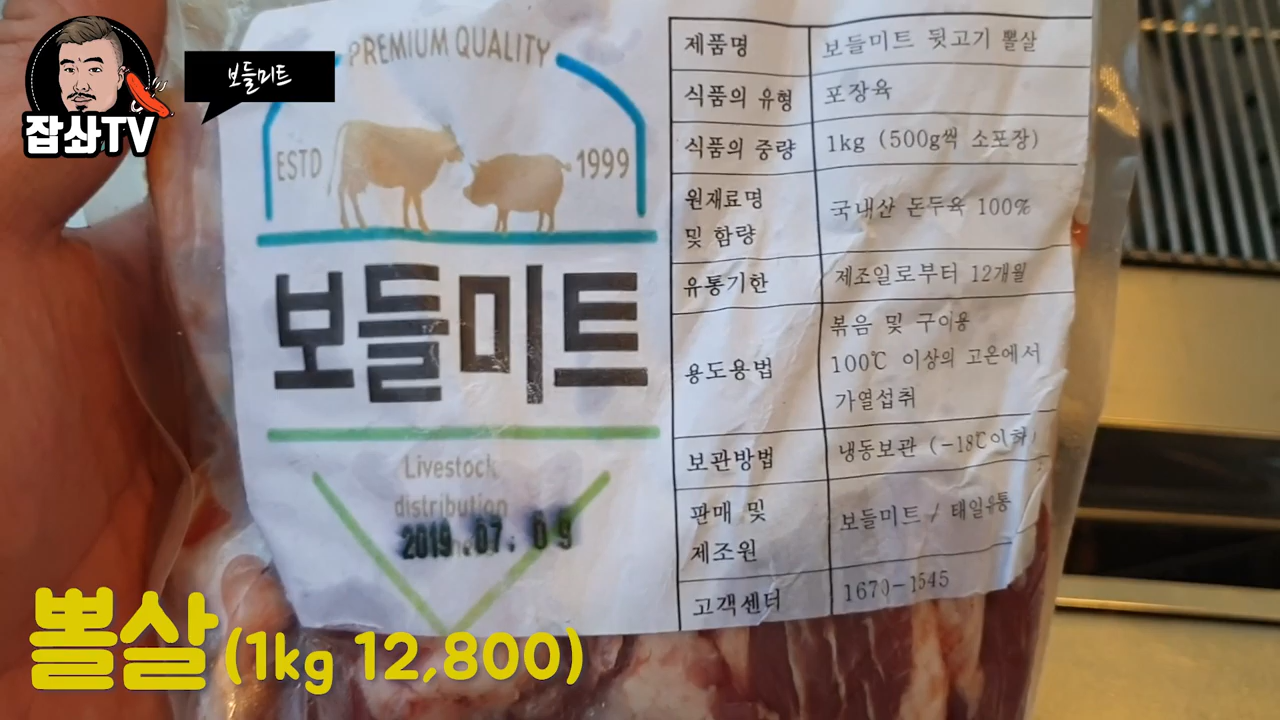 잡솨TV
보들미트
PREMIUM QUALITY
ESTD 1999
보들미트
Livestock
distribution
2019.07.09
제품명 보들미트 뒷고기 뽈살
식품의 유형 포장육
식품의 중량 1kg (500g씩 소포장)
원재료명
및 함량 국내산 돈두육 100%
유통기한 제조일로부터 12개월
용도용법 볶음 및 구이용
100℃ 이상의 고온에서
가열섭취
보관방법 냉동보관 (-18℃이하)
판매 및
제조원 보들미트 / 태일유통
고객센터 1670-1545
뽈살(1kg 12,800)